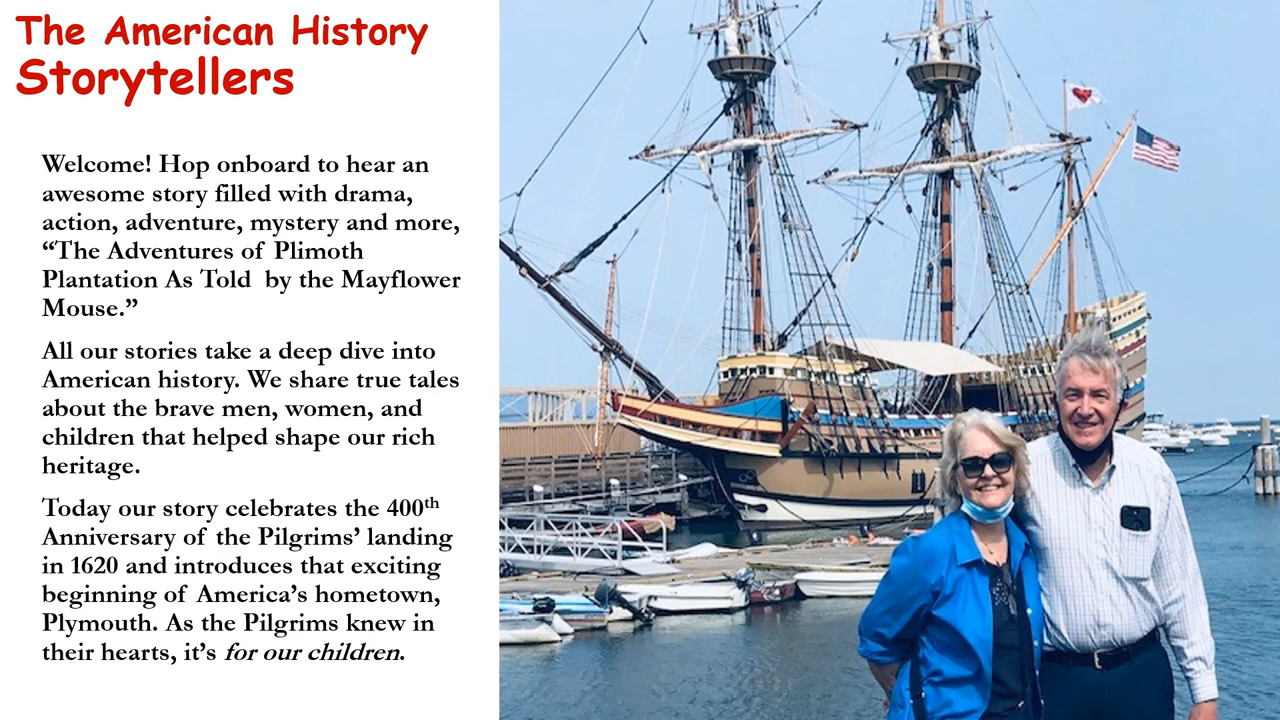 The American History
Storytellers
Welcome! Hop onboard to hear an
awesome story filled with drama,
action, adventure, mystery and more,
“The Adventures of Plimoth
Plantation As Told  by the Mayflower
Mouse.”
All our stories take a deep dive into
American history. We share true tales
about the brave men, women, and
children that helped shape our rich
heritage.
Today our story celebrates the 400th
Anniversary of the Pilgrims’ landing
in 1620 and introduces that exciting
beginning of America’s hometown,
Plymouth. As the Pilgrims knew in
their hearts, it’s for our children.